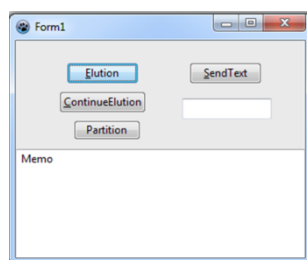 Form1
Elution
SendText
ContinueElution
Partition
Memo